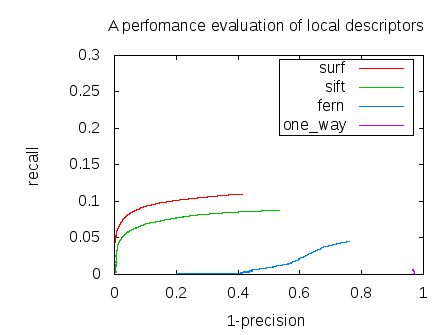 A perfomance evaluation of local descriptors
0.3
0.25
0.2
0.15
0.1
0.05
0
recall
surf
sift
fern
one_way
0
0.2
0.4
0.6
0.8
1
1-precision